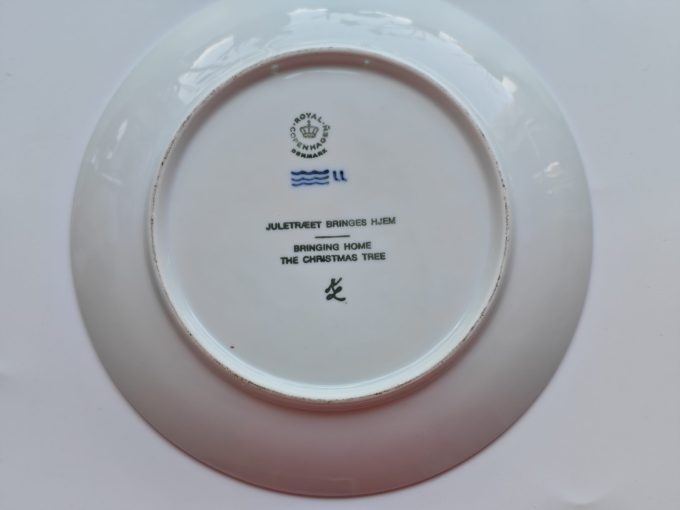 ROYAL COPENHAGEN
DENMARK
JULETRÆET BRINGES HJEM
BRINGING HOME
THE CHRISTMAS TREE